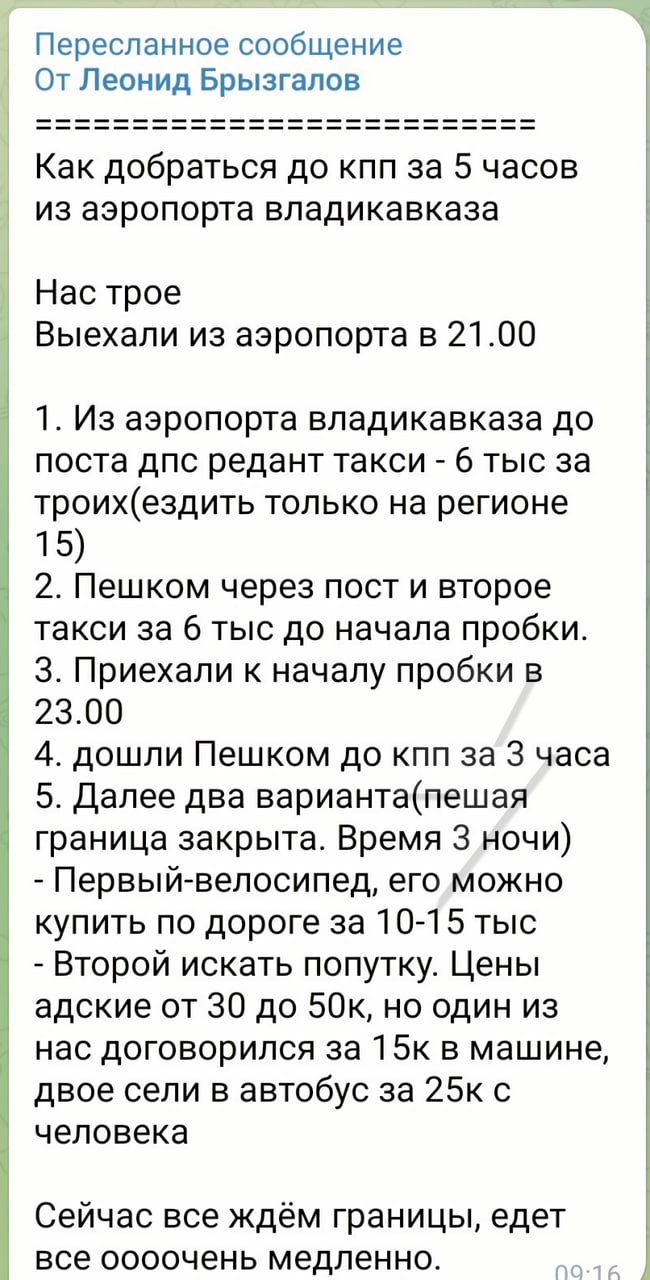 Пересланное сообщение
От Леонид Брызгалов
==========================
Как добраться до кпп за 5 часов
из аэропорта владикавказа
Нас трое
Выехали из аэропорта в 21.00
1. Из аэропорта владикавказа до
поста дпс редант такси - 6 тыс за
троих(ездить только на регионе
15)
2. Пешком через пост и второе
такси за 6 тыс до начала пробки.
3. Приехали к началу пробки в
23.00
4. дошли Пешком до кпп за 3 часа
5. Далее два варианта(пешая
граница закрыта. Время 3 ночи)
- Первый-велосипед, его можно
купить по дороге за 10-15 тыс
- Второй искать попутку. Цены
адские от 30 до 50к, но один из
нас договорился за 15к в машине,
двое сели в автобус за 25к с
человека
Сейчас все ждём границы, едет
все оооочень медленно.
09:16